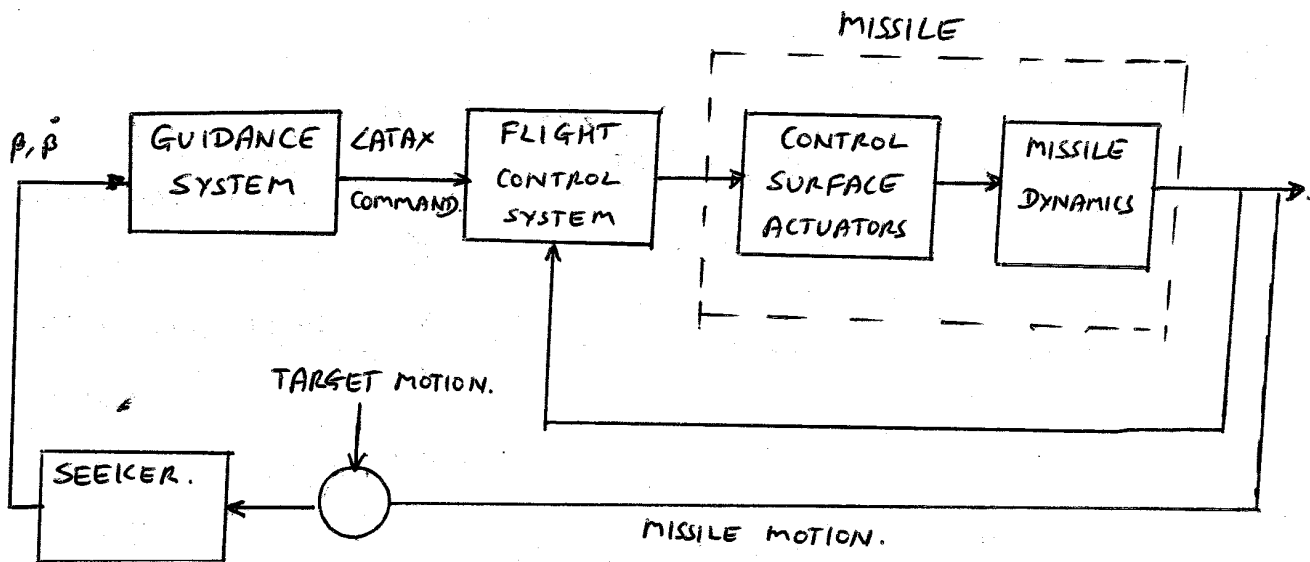 MISSILE
β, β̇
GUIDANCE
SYSTEM
LATAX
COMMAND.
FLIGHT
CONTROL
SYSTEM
CONTROL
SURFACE
ACTUATORS
MISSILE
DYNAMICS
TARGET MOTION.
SEEKER.
MISSILE MOTION.